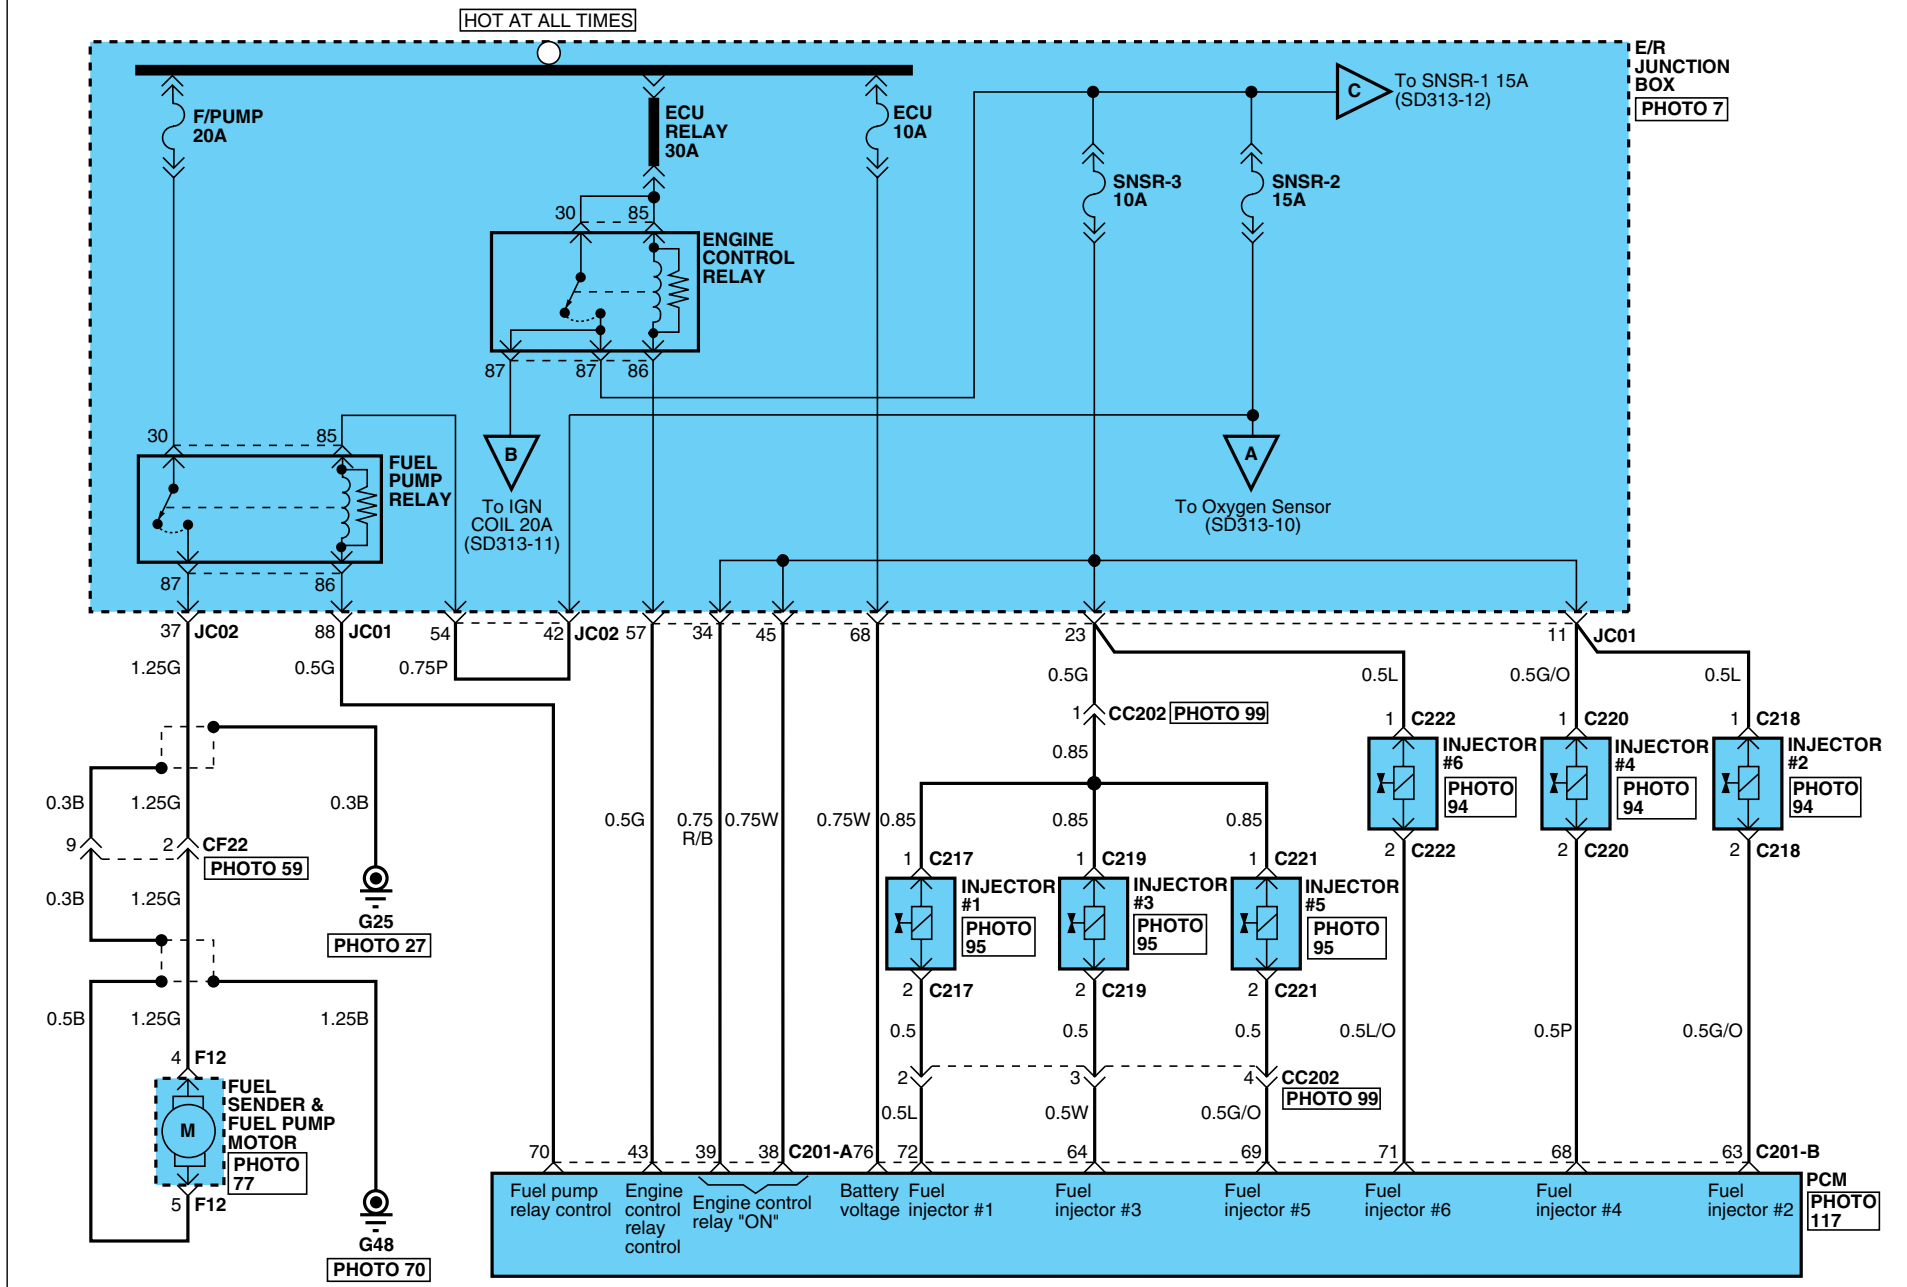 HOT AT ALL TIMES
E/R
JUNCTION
BOX
PHOTO 7
F/PUMP
20A
ECU
RELAY
30A
ECU
10A
C
To SNSR-1 15A
(SD313-12)
SNSR-3
10A
SNSR-2
15A
30
85
ENGINE
CONTROL
RELAY
87
87
86
30
85
FUEL
PUMP
RELAY
87
86
B
To IGN
COIL 20A
(SD313-11)
A
To Oxygen Sensor
(SD313-10)
37
JC02
88
JC01
54
42
JC02
57
34
45
68
23
11
JC01
1.25G
0.5G
0.75P
0.5G
0.5L
0.5G/O
0.5L
1
CC202
PHOTO 99
0.85
1
C222
1
C220
1
C218
INJECTOR
#6
PHOTO
94
INJECTOR
#4
PHOTO
94
INJECTOR
#2
PHOTO
94
2
C222
2
C220
2
C218
0.3B
1.25G
0.3B
9
2
CF22
PHOTO 59
0.3B
1.25G
G25
PHOTO 27
0.5G
0.75
R/B
0.75W
0.75W
0.85
0.85
0.85
1
C217
1
C219
1
C221
INJECTOR
#1
PHOTO
95
INJECTOR
#3
PHOTO
95
INJECTOR
#5
PHOTO
95
2
C217
2
C219
2
C221
0.5B
1.25G
1.25B
0.5
0.5
0.5
0.5L/O
0.5P
0.5G/O
4
F12
M
FUEL
SENDER &
FUEL PUMP
MOTOR
PHOTO
77
5
F12
G48
PHOTO 70
2
3
4
CC202
PHOTO 99
0.5L
0.5W
0.5G/O
70
43
39
38
C201-A
76
72
64
69
71
68
63
C201-B
PCM
PHOTO
117
Fuel pump
relay control
Engine
control
relay
control
Engine control
relay "ON"
Battery
voltage
Fuel
injector #1
Fuel
injector #3
Fuel
injector #5
Fuel
injector #6
Fuel
injector #4
Fuel
injector #2